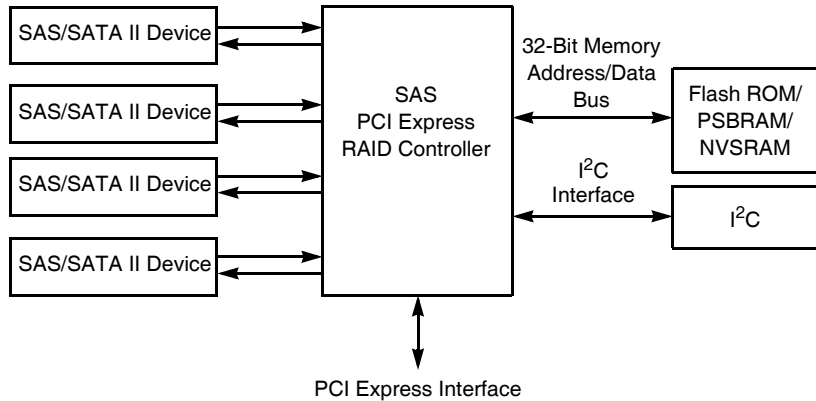 SAS/SATA II Device
SAS/SATA II Device
SAS/SATA II Device
SAS/SATA II Device
SAS
PCI Express
RAID Controller
32-Bit Memory
Address/Data
Bus
I²C
Interface
Flash ROM/
PSBRAM/
NVSRAM
I²C
PCI Express Interface